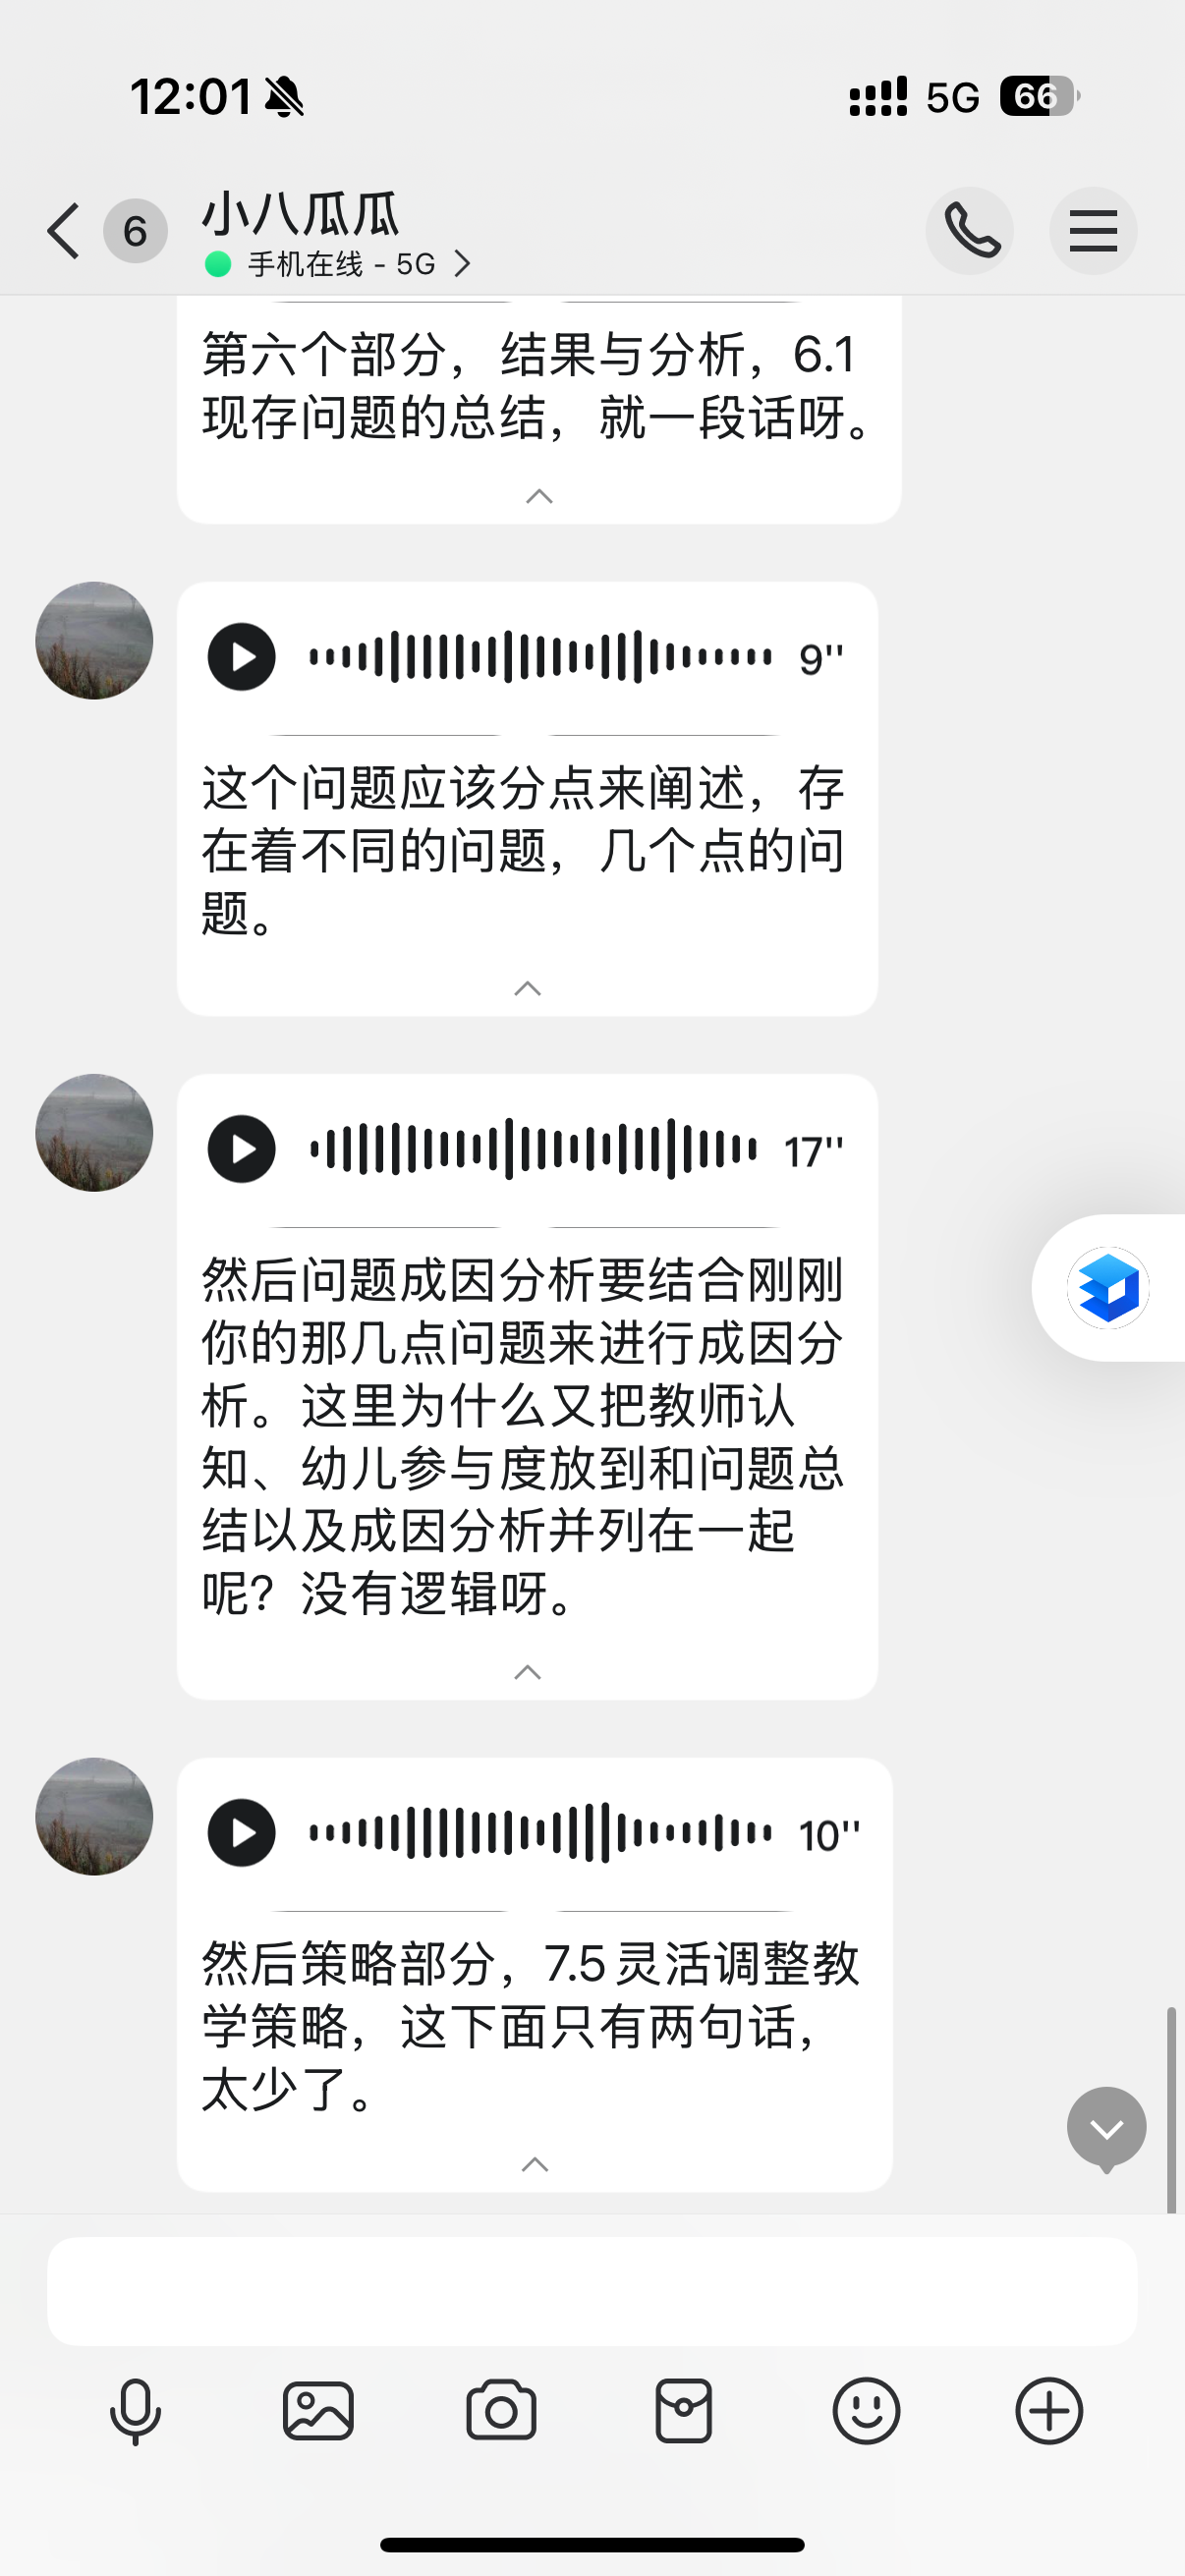 12:01
5G
66
6
小八瓜瓜
手机在线 - 5G
第六个部分，结果与分析，6.1
现存问题的总结，就一段话呀。
9''
这个问题应该分点来阐述，存
在着不同的问题，几个点的问
题。
17''
然后问题成因分析要结合刚刚
你的那几点问题来进行成因分
析。这里为什么又把教师认
知、幼儿参与度放到和问题总
结以及成因分析并列在一起
呢？没有逻辑呀。
10''
然后策略部分，7.5灵活调整教
学策略，这下面只有两句话，
太少了。